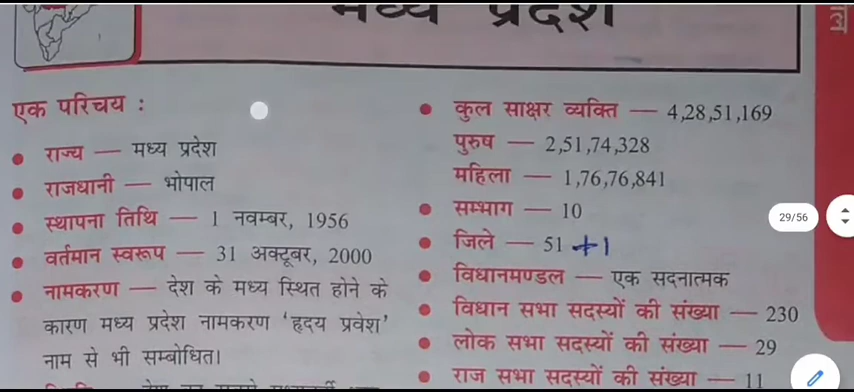 मध्य प्रदेश
एक परिचय :
राज्य — मध्य प्रदेश
राजधानी — भोपाल
स्थापना तिथि — 1 नवम्बर, 1956
वर्तमान स्वरूप — 31 अक्टूबर, 2000
नामकरण — देश के मध्य स्थित होने के
कारण मध्य प्रदेश नामकरण ‘हृदय प्रवेश’
नाम से भी सम्बोधित।
कुल साक्षर व्यक्ति — 4,28,51,169
पुरुष — 2,51,74,328
महिला — 1,76,76,841
सम्भाग — 10
जिले — 51 +1
विधानमण्डल — एक सदनात्मक
विधान सभा सदस्यों की संख्या — 230
लोक सभा सदस्यों की संख्या — 29
राज सभा सदस्यों की संख्या — 11
29/56